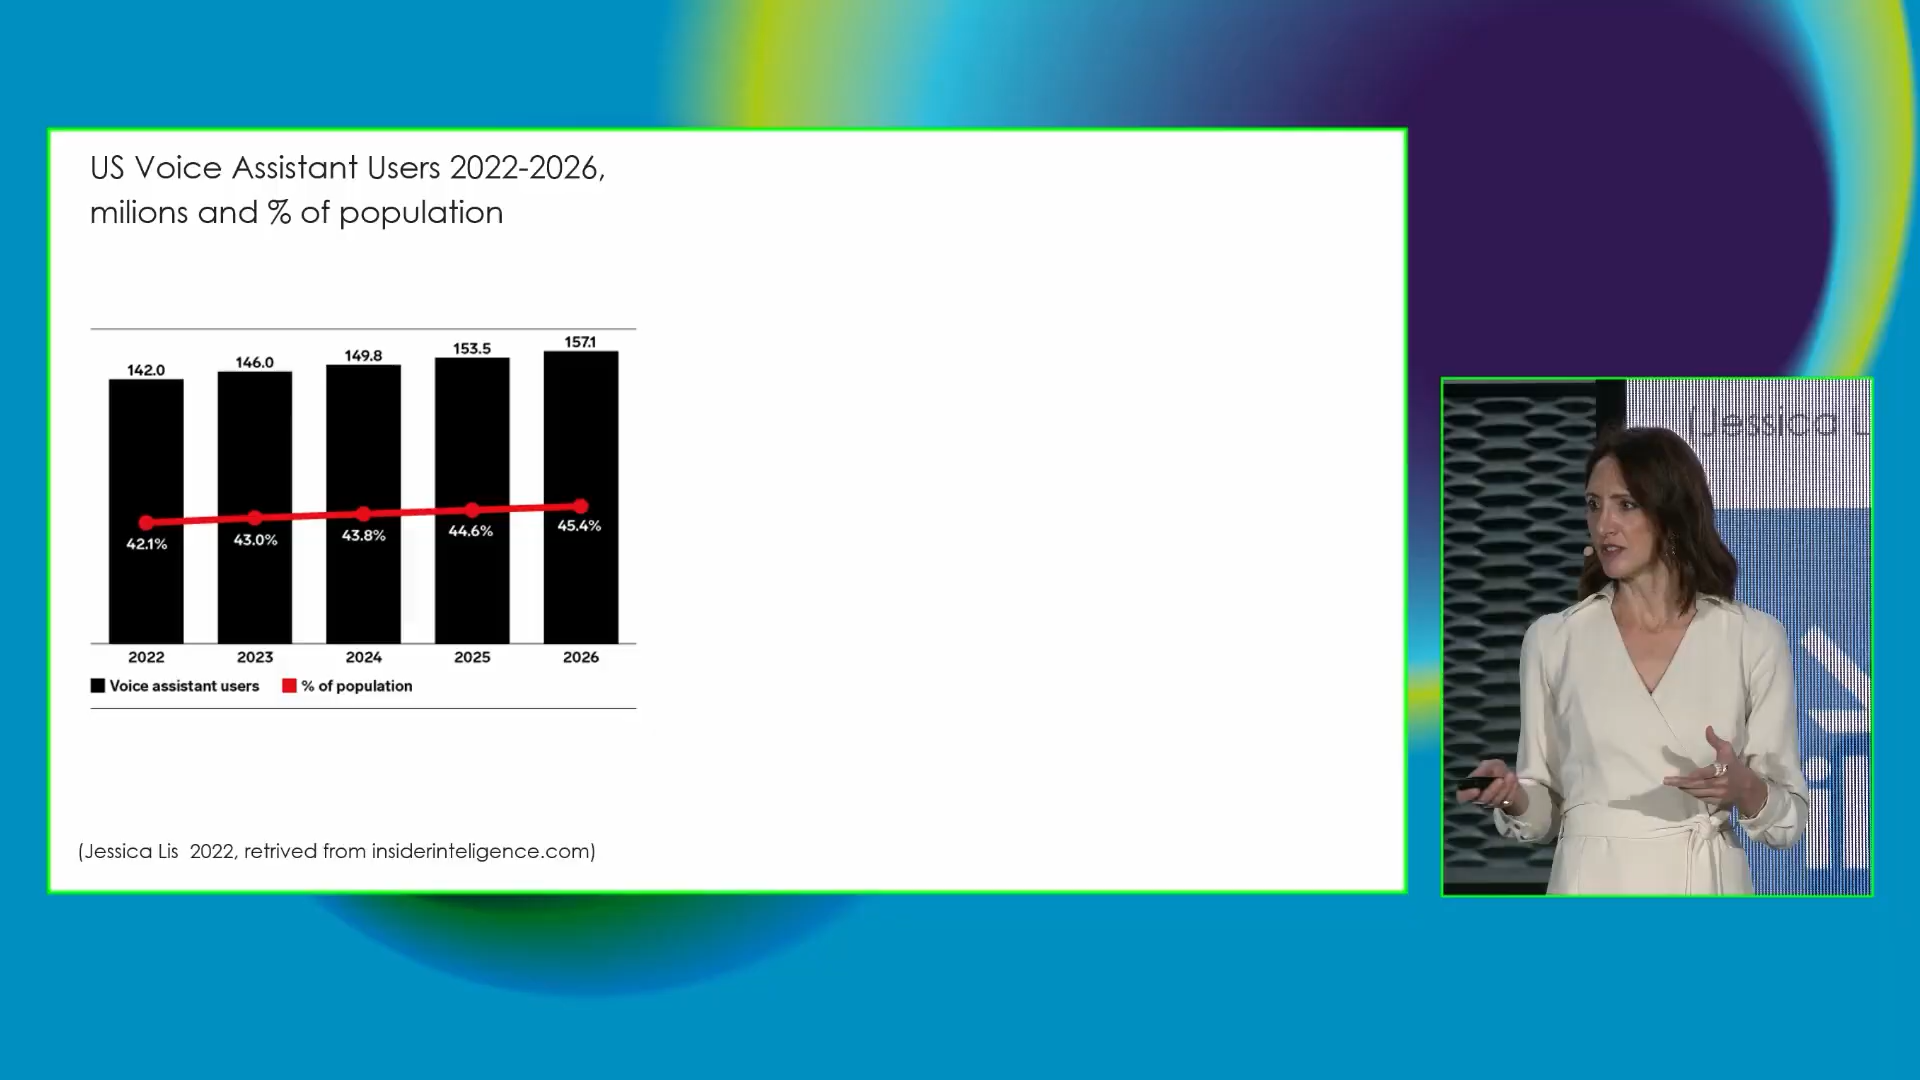 US Voice Assistant Users 2022-2026,
milions and % of population
142.0
146.0
149.8
153.5
157.1
42.1%
43.0%
43.8%
44.6%
45.4%
2022
2023
2024
2025
2026
Voice assistant users
% of population
(Jessica Lis 2022, retrived from insiderinteligence.com)
(Jessica L